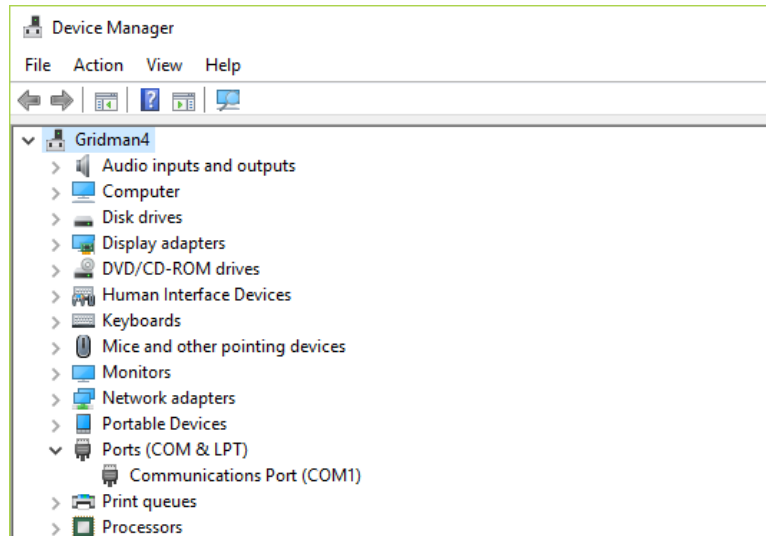 Device Manager
File Action View Help
Gridman4
Audio inputs and outputs
Computer
Disk drives
Display adapters
DVD/CD-ROM drives
Human Interface Devices
Keyboards
Mice and other pointing devices
Monitors
Network adapters
Portable Devices
Ports (COM & LPT)
Communications Port (COM1)
Print queues
Processors